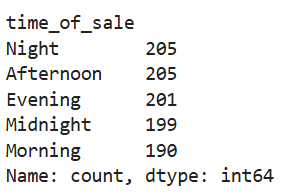 time_of_sale
Night 205
Afternoon 205
Evening 201
Midnight 199
Morning 190
Name: count, dtype: int64